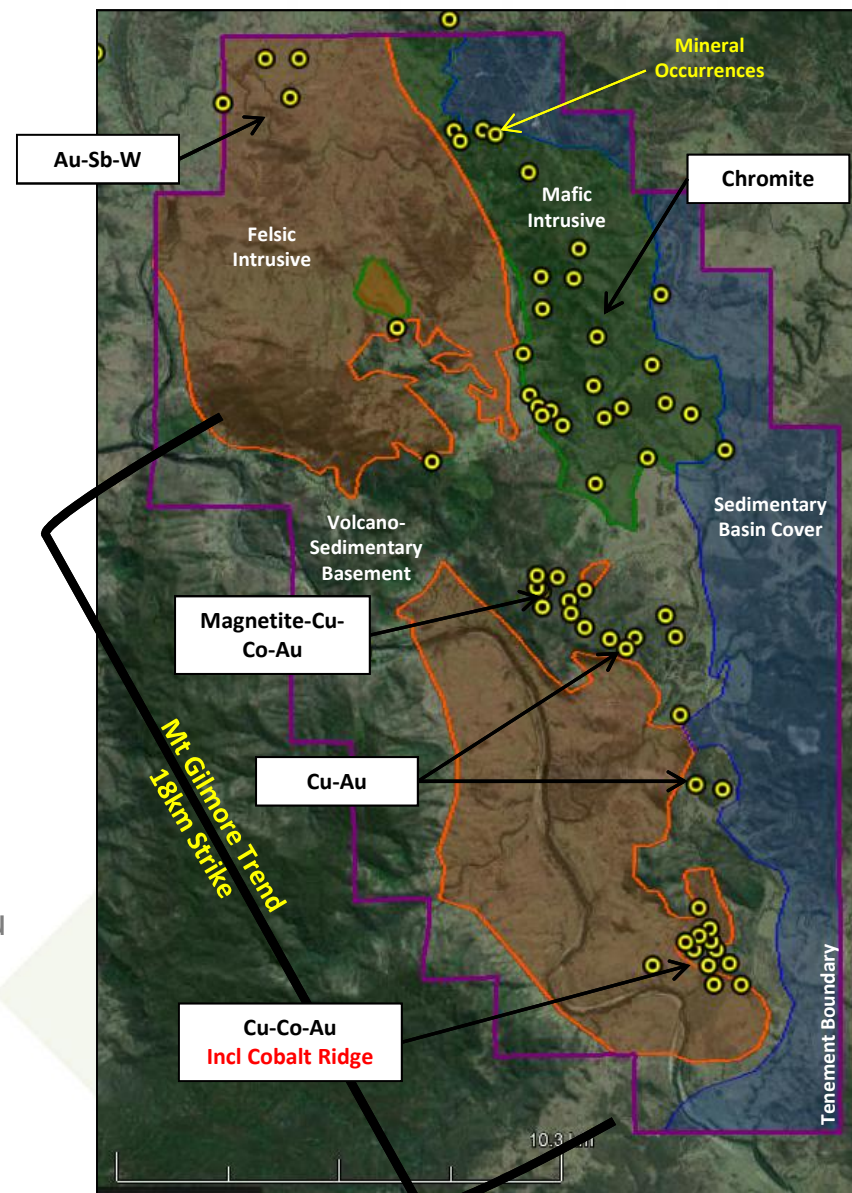 Mineral
Occurrences
Au-Sb-W
Chromite
Mafic
Intrusive
Felsic
Intrusive
Sedimentary
Basin Cover
Volcano-
Sedimentary
Basement
Magnetite-Cu-
Co-Au
Cu-Au
Mt Gilmore Trend
18km Strike
Cu-Co-Au
Incl Cobalt Ridge
Tenement Boundary